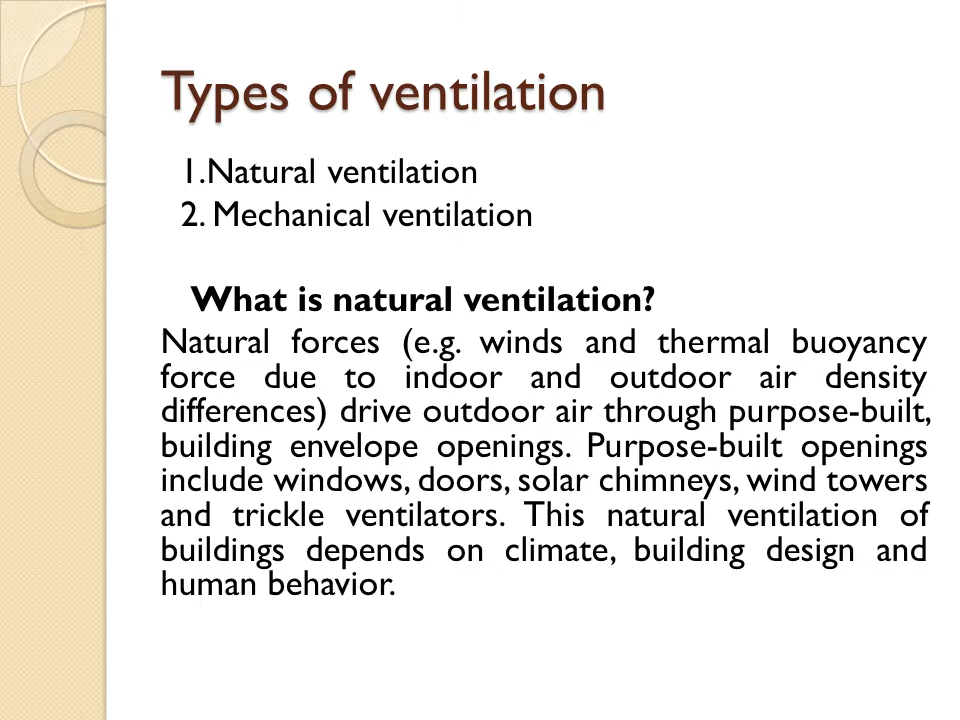 Types of ventilation
1.Natural ventilation
2. Mechanical ventilation
What is natural ventilation?
Natural forces (e.g. winds and thermal buoyancy
force due to indoor and outdoor air density
differences) drive outdoor air through purpose-built,
building envelope openings. Purpose-built openings
include windows, doors, solar chimneys, wind towers
and trickle ventilators. This natural ventilation of
buildings depends on climate, building design and
human behavior.